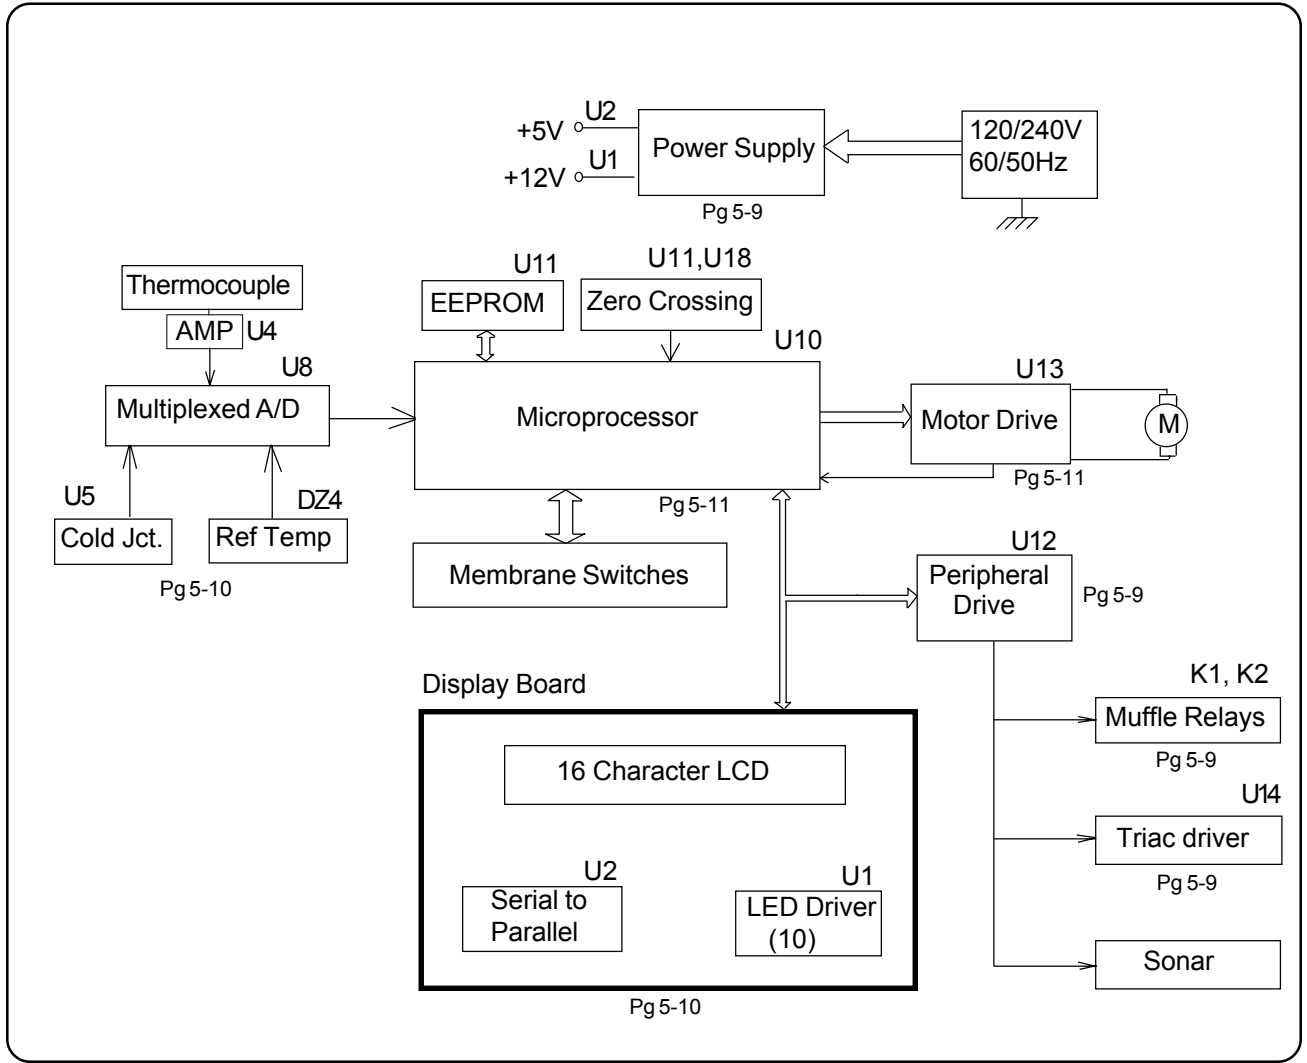 U2
+5V
Power Supply
U1
+12V
120/240V
60/50Hz
Pg 5-9
Thermocouple
AMP U4
U8
Multiplexed A/D
U5
Cold Jct.
DZ4
Ref Temp
Pg 5-10
U11
EEPROM
U11,U18
Zero Crossing
U10
Microprocessor
Pg 5-11
U13
Motor Drive
M
Pg 5-11
Membrane Switches
U12
Peripheral
Drive
Pg 5-9
Display Board
16 Character LCD
U2
Serial to
Parallel
U1
LED Driver
(10)
Pg 5-10
K1, K2
Muffle Relays
Pg 5-9
U14
Triac driver
Pg 5-9
Sonar